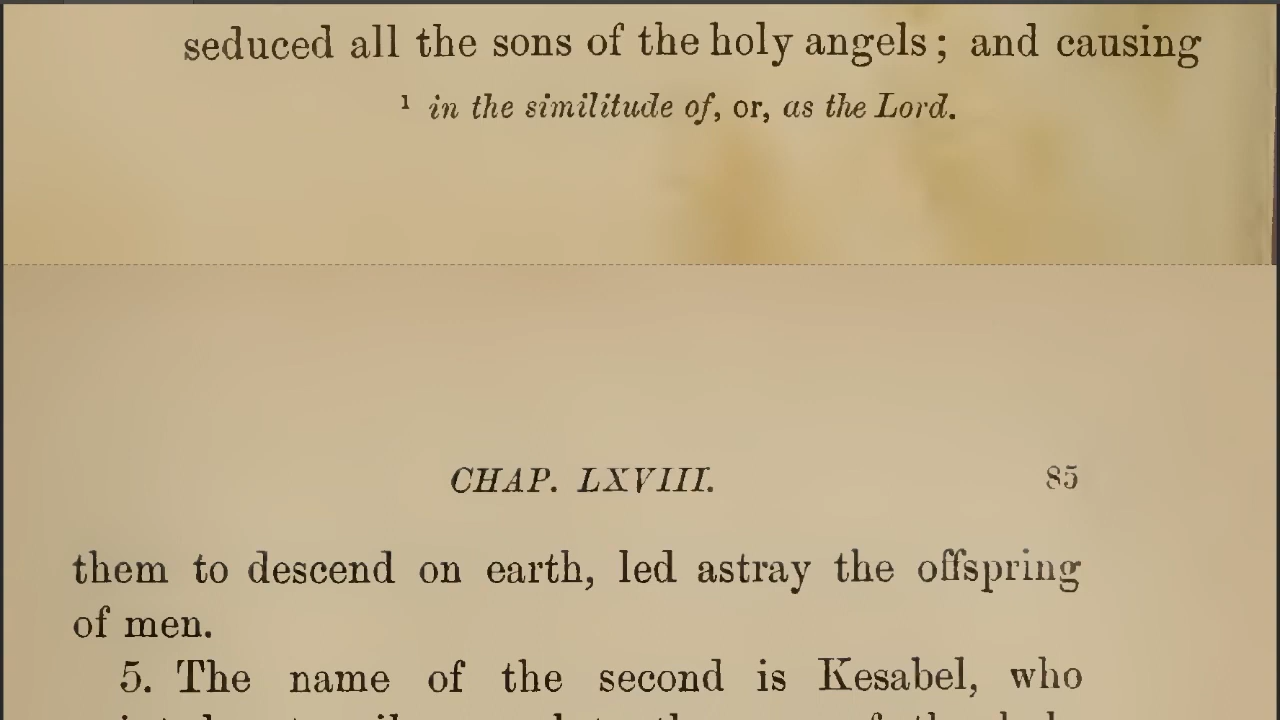 seduced all the sons of the holy angels; and causing
¹ in the similitude of, or, as the Lord.
CHAP. LXVIII. 85
them to descend on earth, led astray the offspring
of men.
5. The name of the second is Kesabel, who